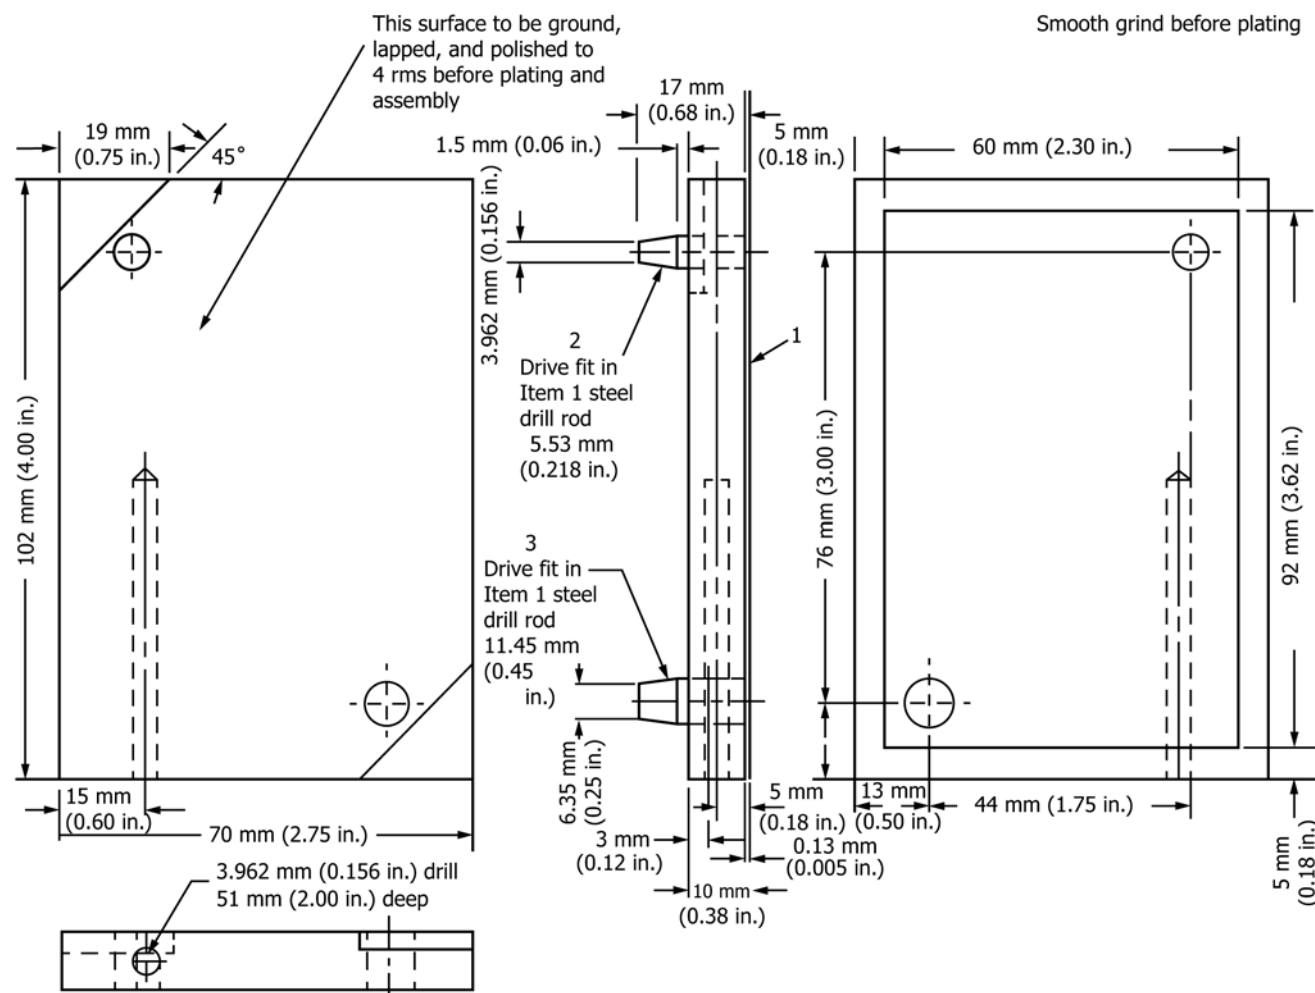 This surface to be ground,
lapped, and polished to
4 rms before plating and
assembly
Smooth grind before plating
19 mm
(0.75 in.)
45°
17 mm
(0.68 in.)
1.5 mm (0.06 in.)
5 mm
(0.18 in.)
60 mm (2.30 in.)
3.962 mm (0.156 in.)
2
Drive fit in
Item 1 steel
drill rod
5.53 mm
(0.218 in.)
1
102 mm (4.00 in.)
76 mm (3.00 in.)
92 mm (3.62 in.)
3
Drive fit in
Item 1 steel
drill rod
11.45 mm
(0.45
in.)
6.35 mm
(0.25 in.)
15 mm
(0.60 in.)
70 mm (2.75 in.)
3 mm
(0.12 in.)
5 mm
(0.18 in.)
0.13 mm
(0.005 in.)
10 mm
(0.38 in.)
13 mm
(0.50 in.)
44 mm (1.75 in.)
5 mm
(0.18 in.)
3.962 mm (0.156 in.) drill
51 mm (2.00 in.) deep